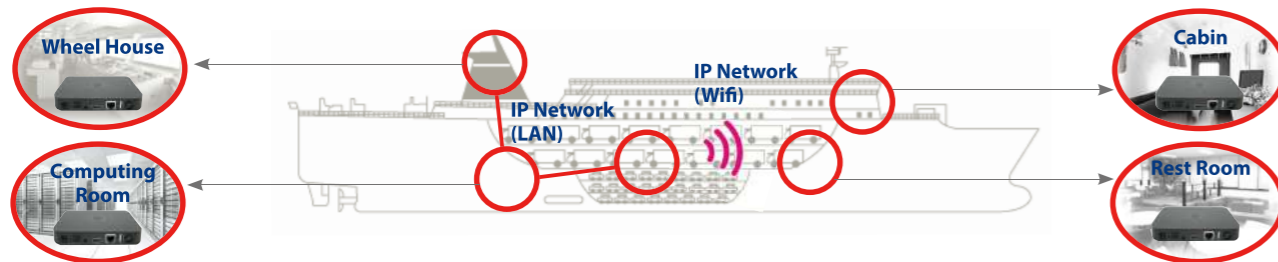 Wheel House
IP Network
(LAN)
Computing
Room
IP Network
(Wifi)
Cabin
Rest Room